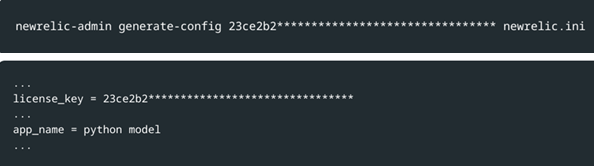 newrelic-admin generate-config 23ce2b2********************************* newrelic.ini
...
license_key = 23ce2b2*********************************
...
app_name = python model
...